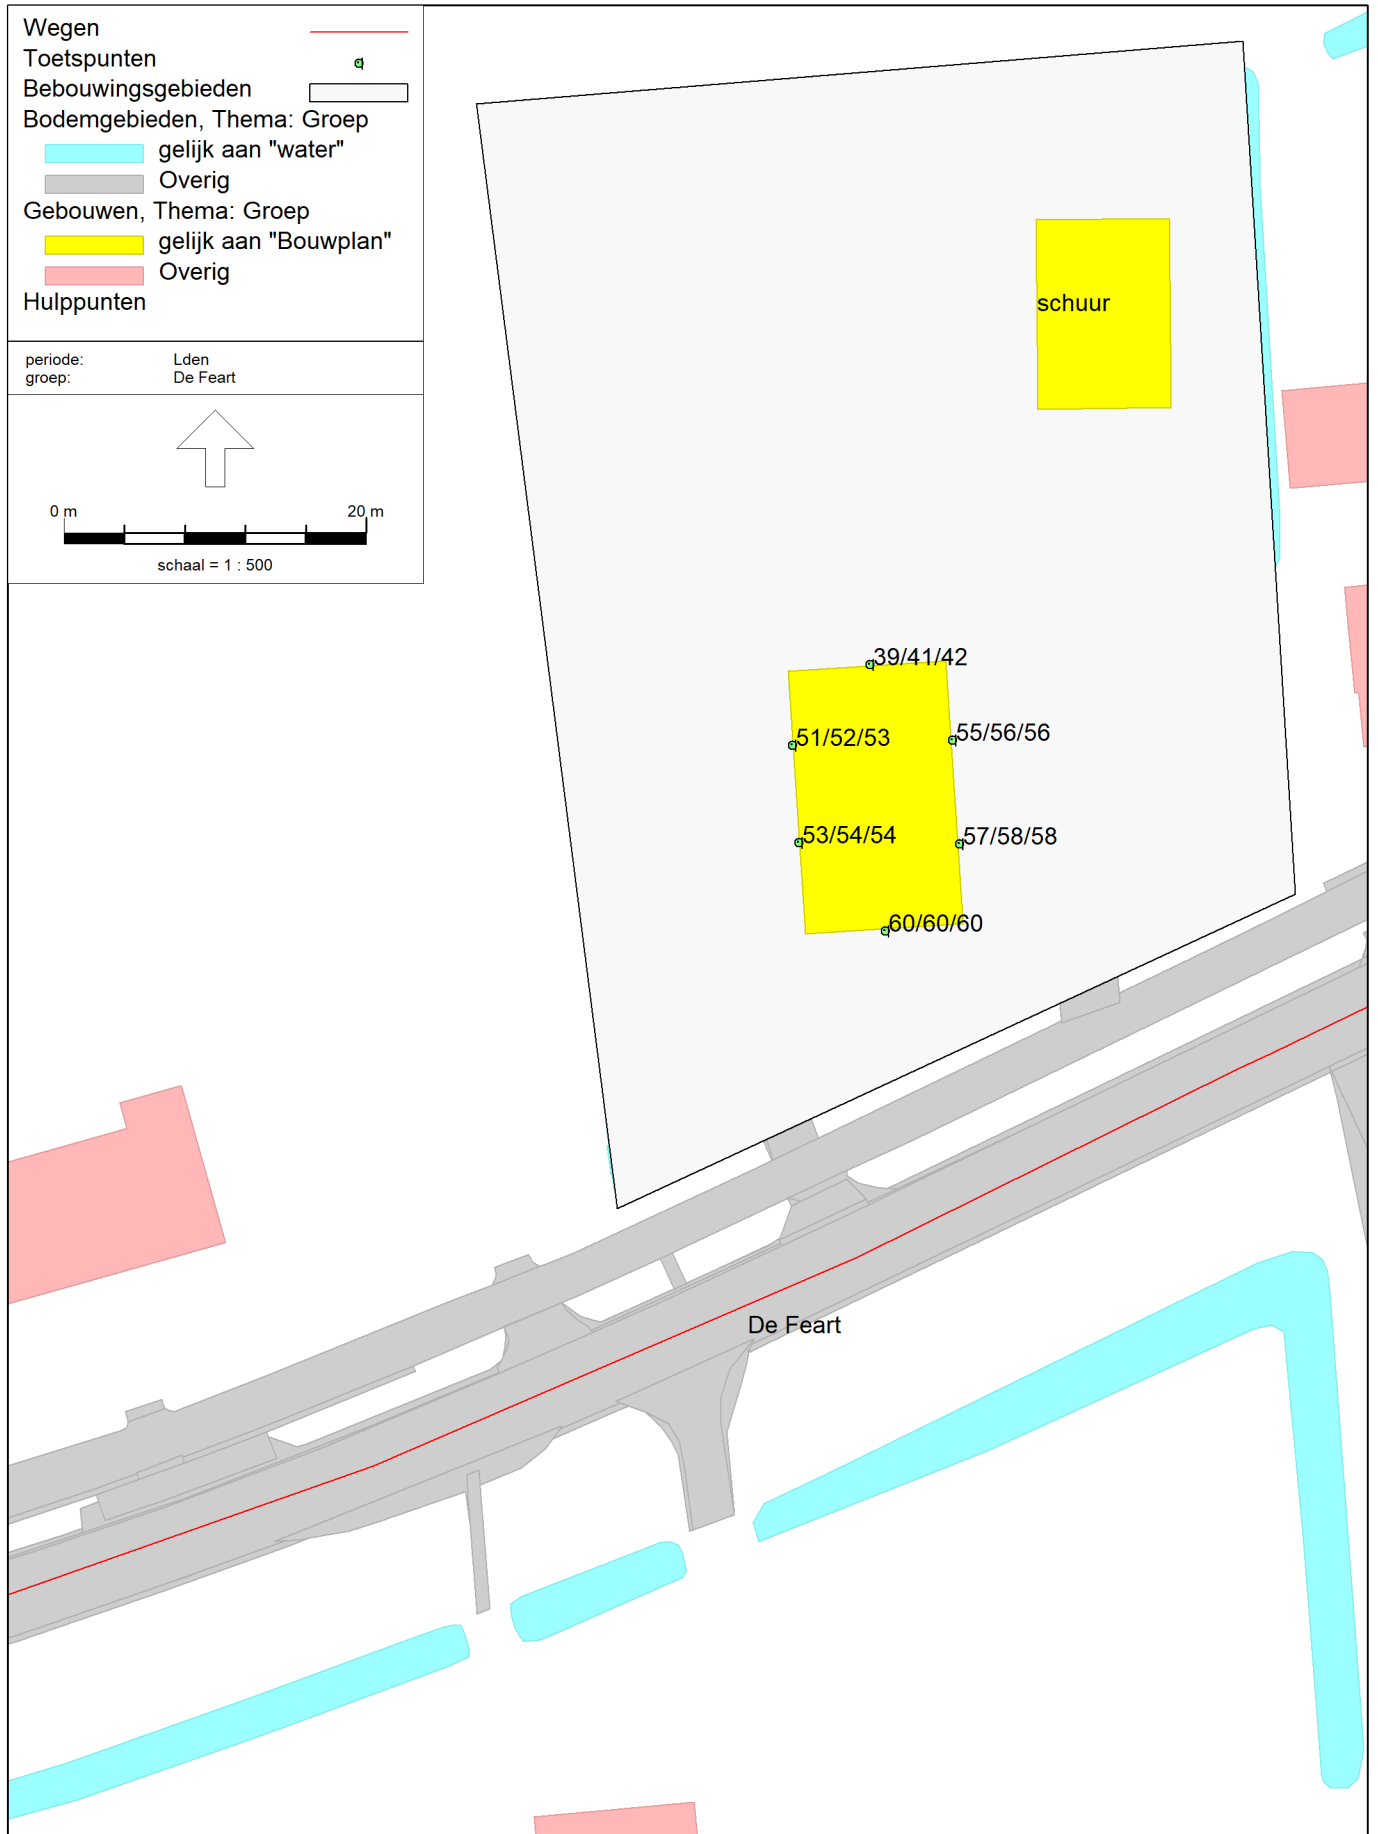 Wegen
Toetspunten
Bebouwingsgebieden
Bodemgebieden, Thema: Groep
gelijk aan "water"
Overig
Gebouwen, Thema: Groep
gelijk aan "Bouwplan"
Overig
Hulppunten
periode: Lden
groep: De Feart
0 m 20 m
schaal = 1 : 500
schuur
39/41/42
51/52/53
55/56/56
53/54/54
57/58/58
60/60/60
De Feart